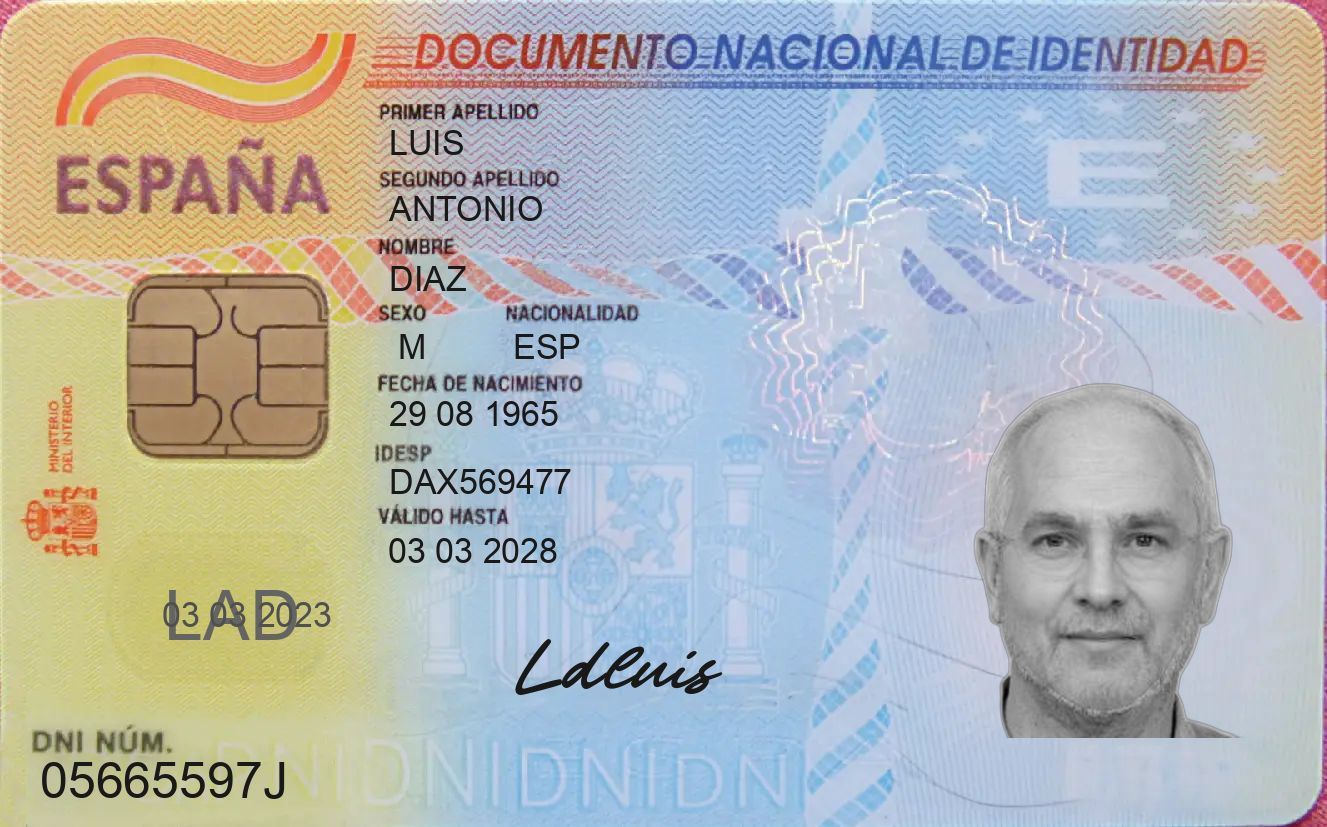 DOCUMENTO NACIONAL DE IDENTIDAD
ESPAÑA
PRIMER APELLIDO
LUIS
SEGUNDO APELLIDO
ANTONIO
NOMBRE
DIAZ
SEXO NACIONALIDAD
M ESP
FECHA DE NACIMIENTO
29 08 1965
IDESP
DAX569477
VÁLIDO HASTA
03 03 2028
MINISTERIO
DEL INTERIOR
E
LAD
03 03 2023
Ldluis
DNI NÚM.
05665597J
DNIDNIDNIDNI